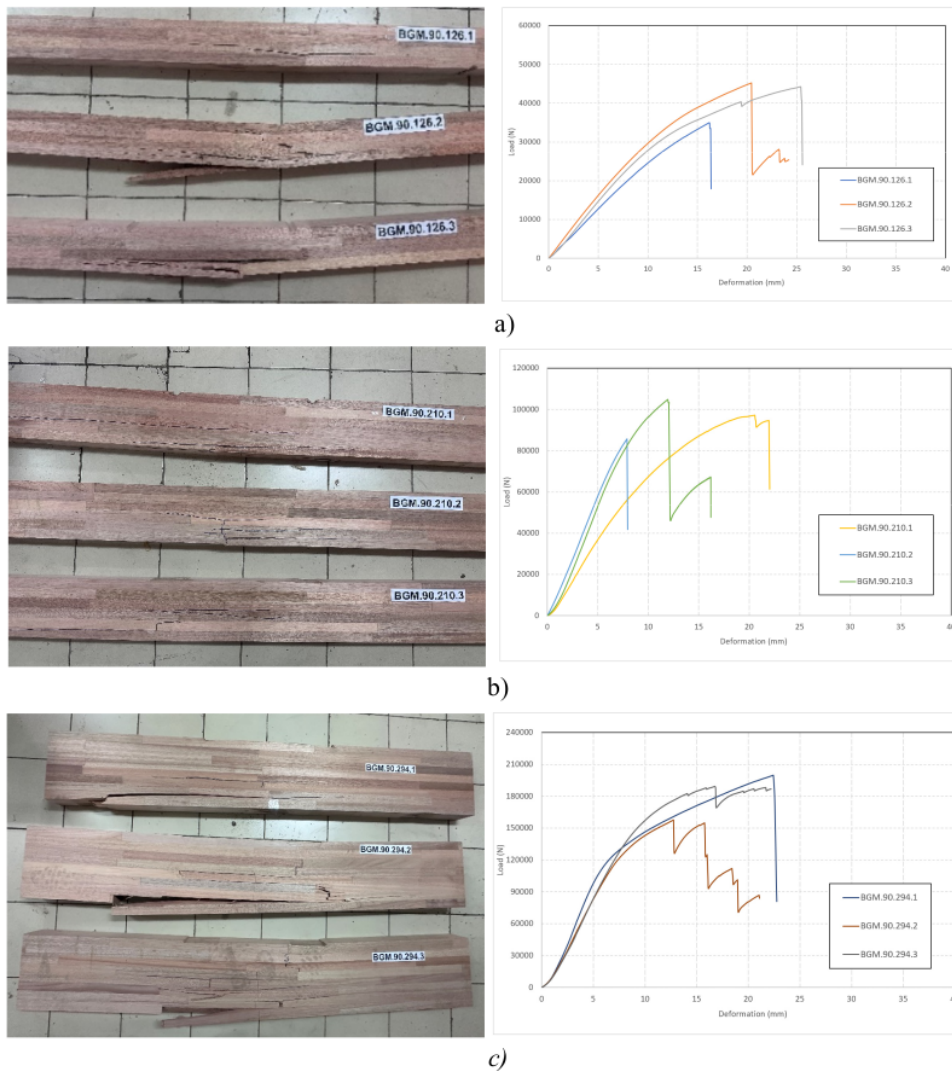 BGM.90.126.1
BGM.90.126.2
BGM.90.126.3
60000
50000
40000
30000
20000
10000
0
Load (N)
0 5 10 15 20 25 30 35 40
Deformation (mm)
BGM.90.126.1
BGM.90.126.2
BGM.90.126.3
a)
BGM.90.210.1
BGM.90.210.2
BGM.90.210.3
120000
100000
80000
60000
40000
20000
0
Load (N)
0 5 10 15 20 25 30 35 40
Deformation (mm)
BGM.90.210.1
BGM.90.210.2
BGM.90.210.3
b)
BGM.90.294.1
BGM.90.294.2
BGM.90.294.3
240000
210000
180000
150000
120000
90000
60000
30000
0
Load (N)
0 5 10 15 20 25 30 35 40
Deformation (mm)
BGM.90.294.1
BGM.90.294.2
BGM.90.294.3
c)